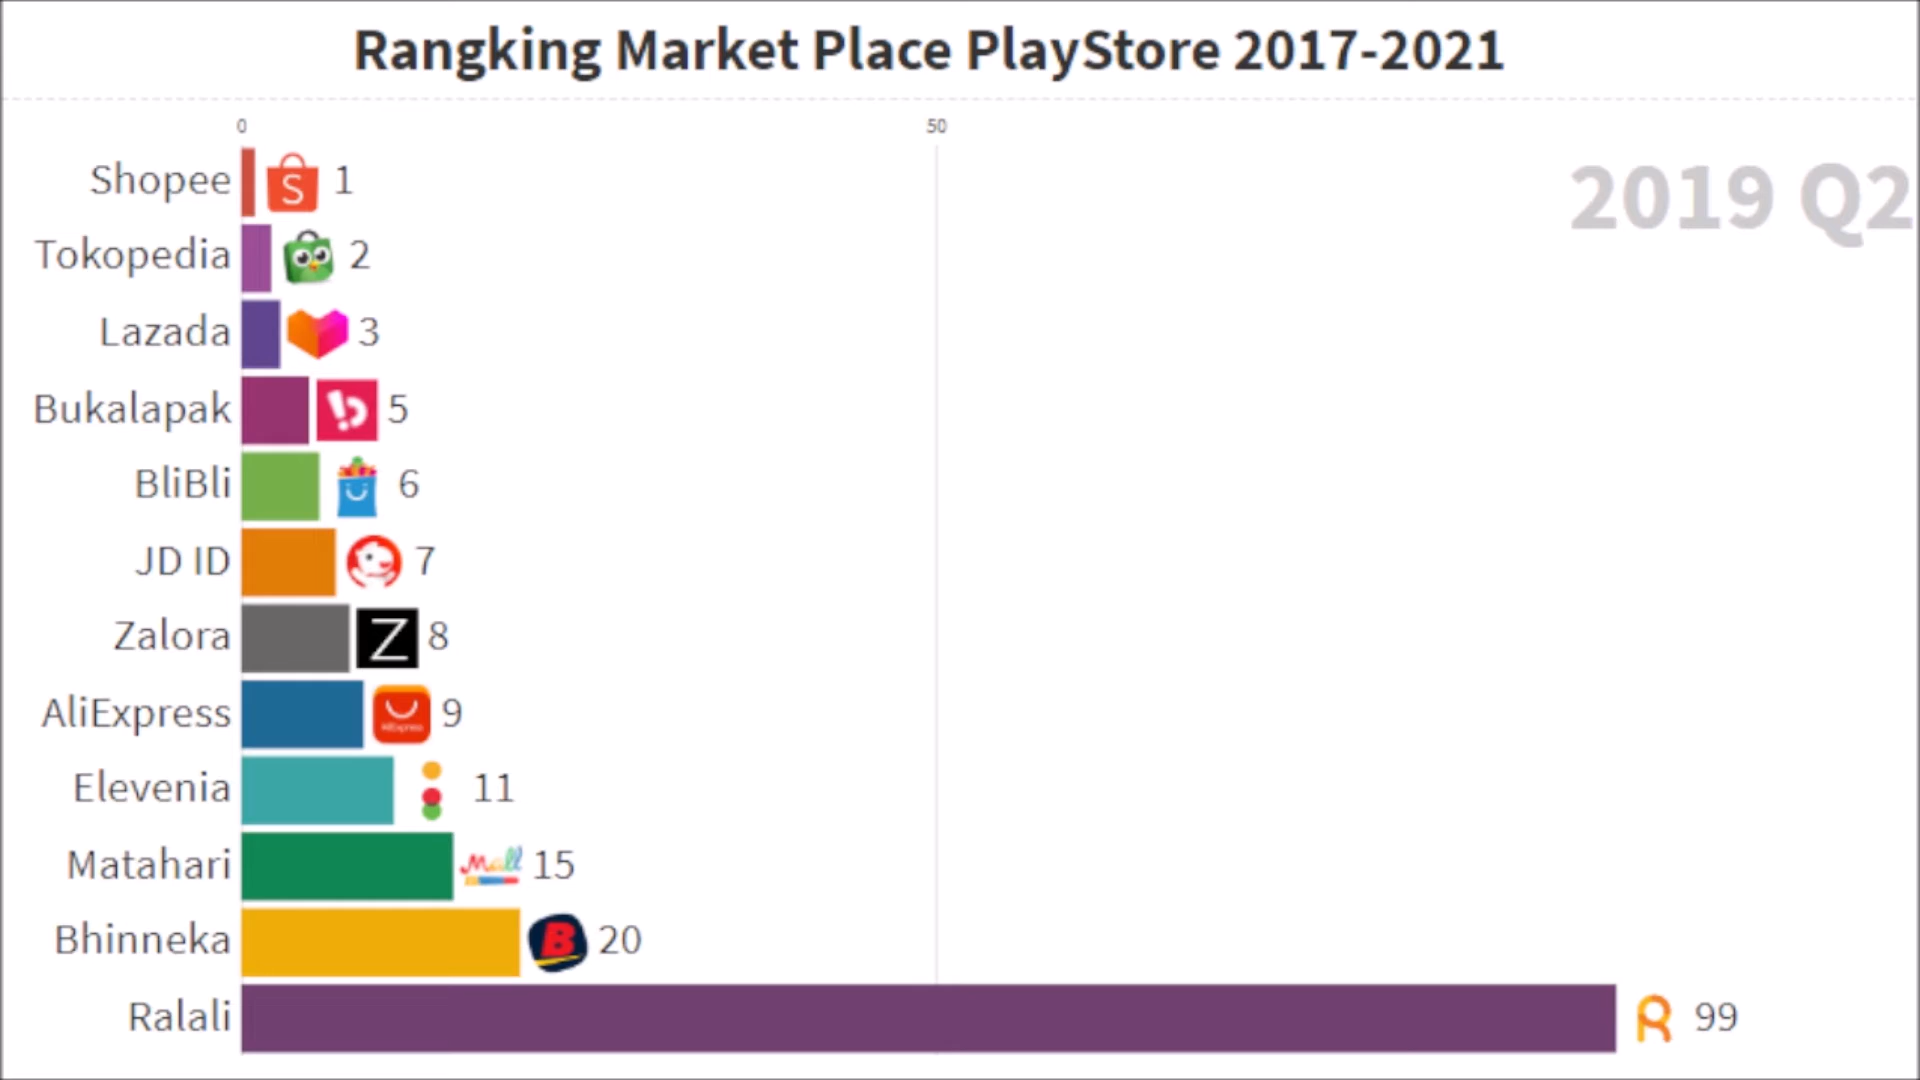 Rangking Market Place PlayStore 2017-2021
0 50
2019 Q2
Shopee S 1
Tokopedia 2
Lazada 3
Bukalapak 5
BliBli 6
JD ID 7
Zalora Z 8
AliExpress AliExpress 9
Elevenia 11
Matahari Mall 15
Bhinneka B 20
Ralali R 99